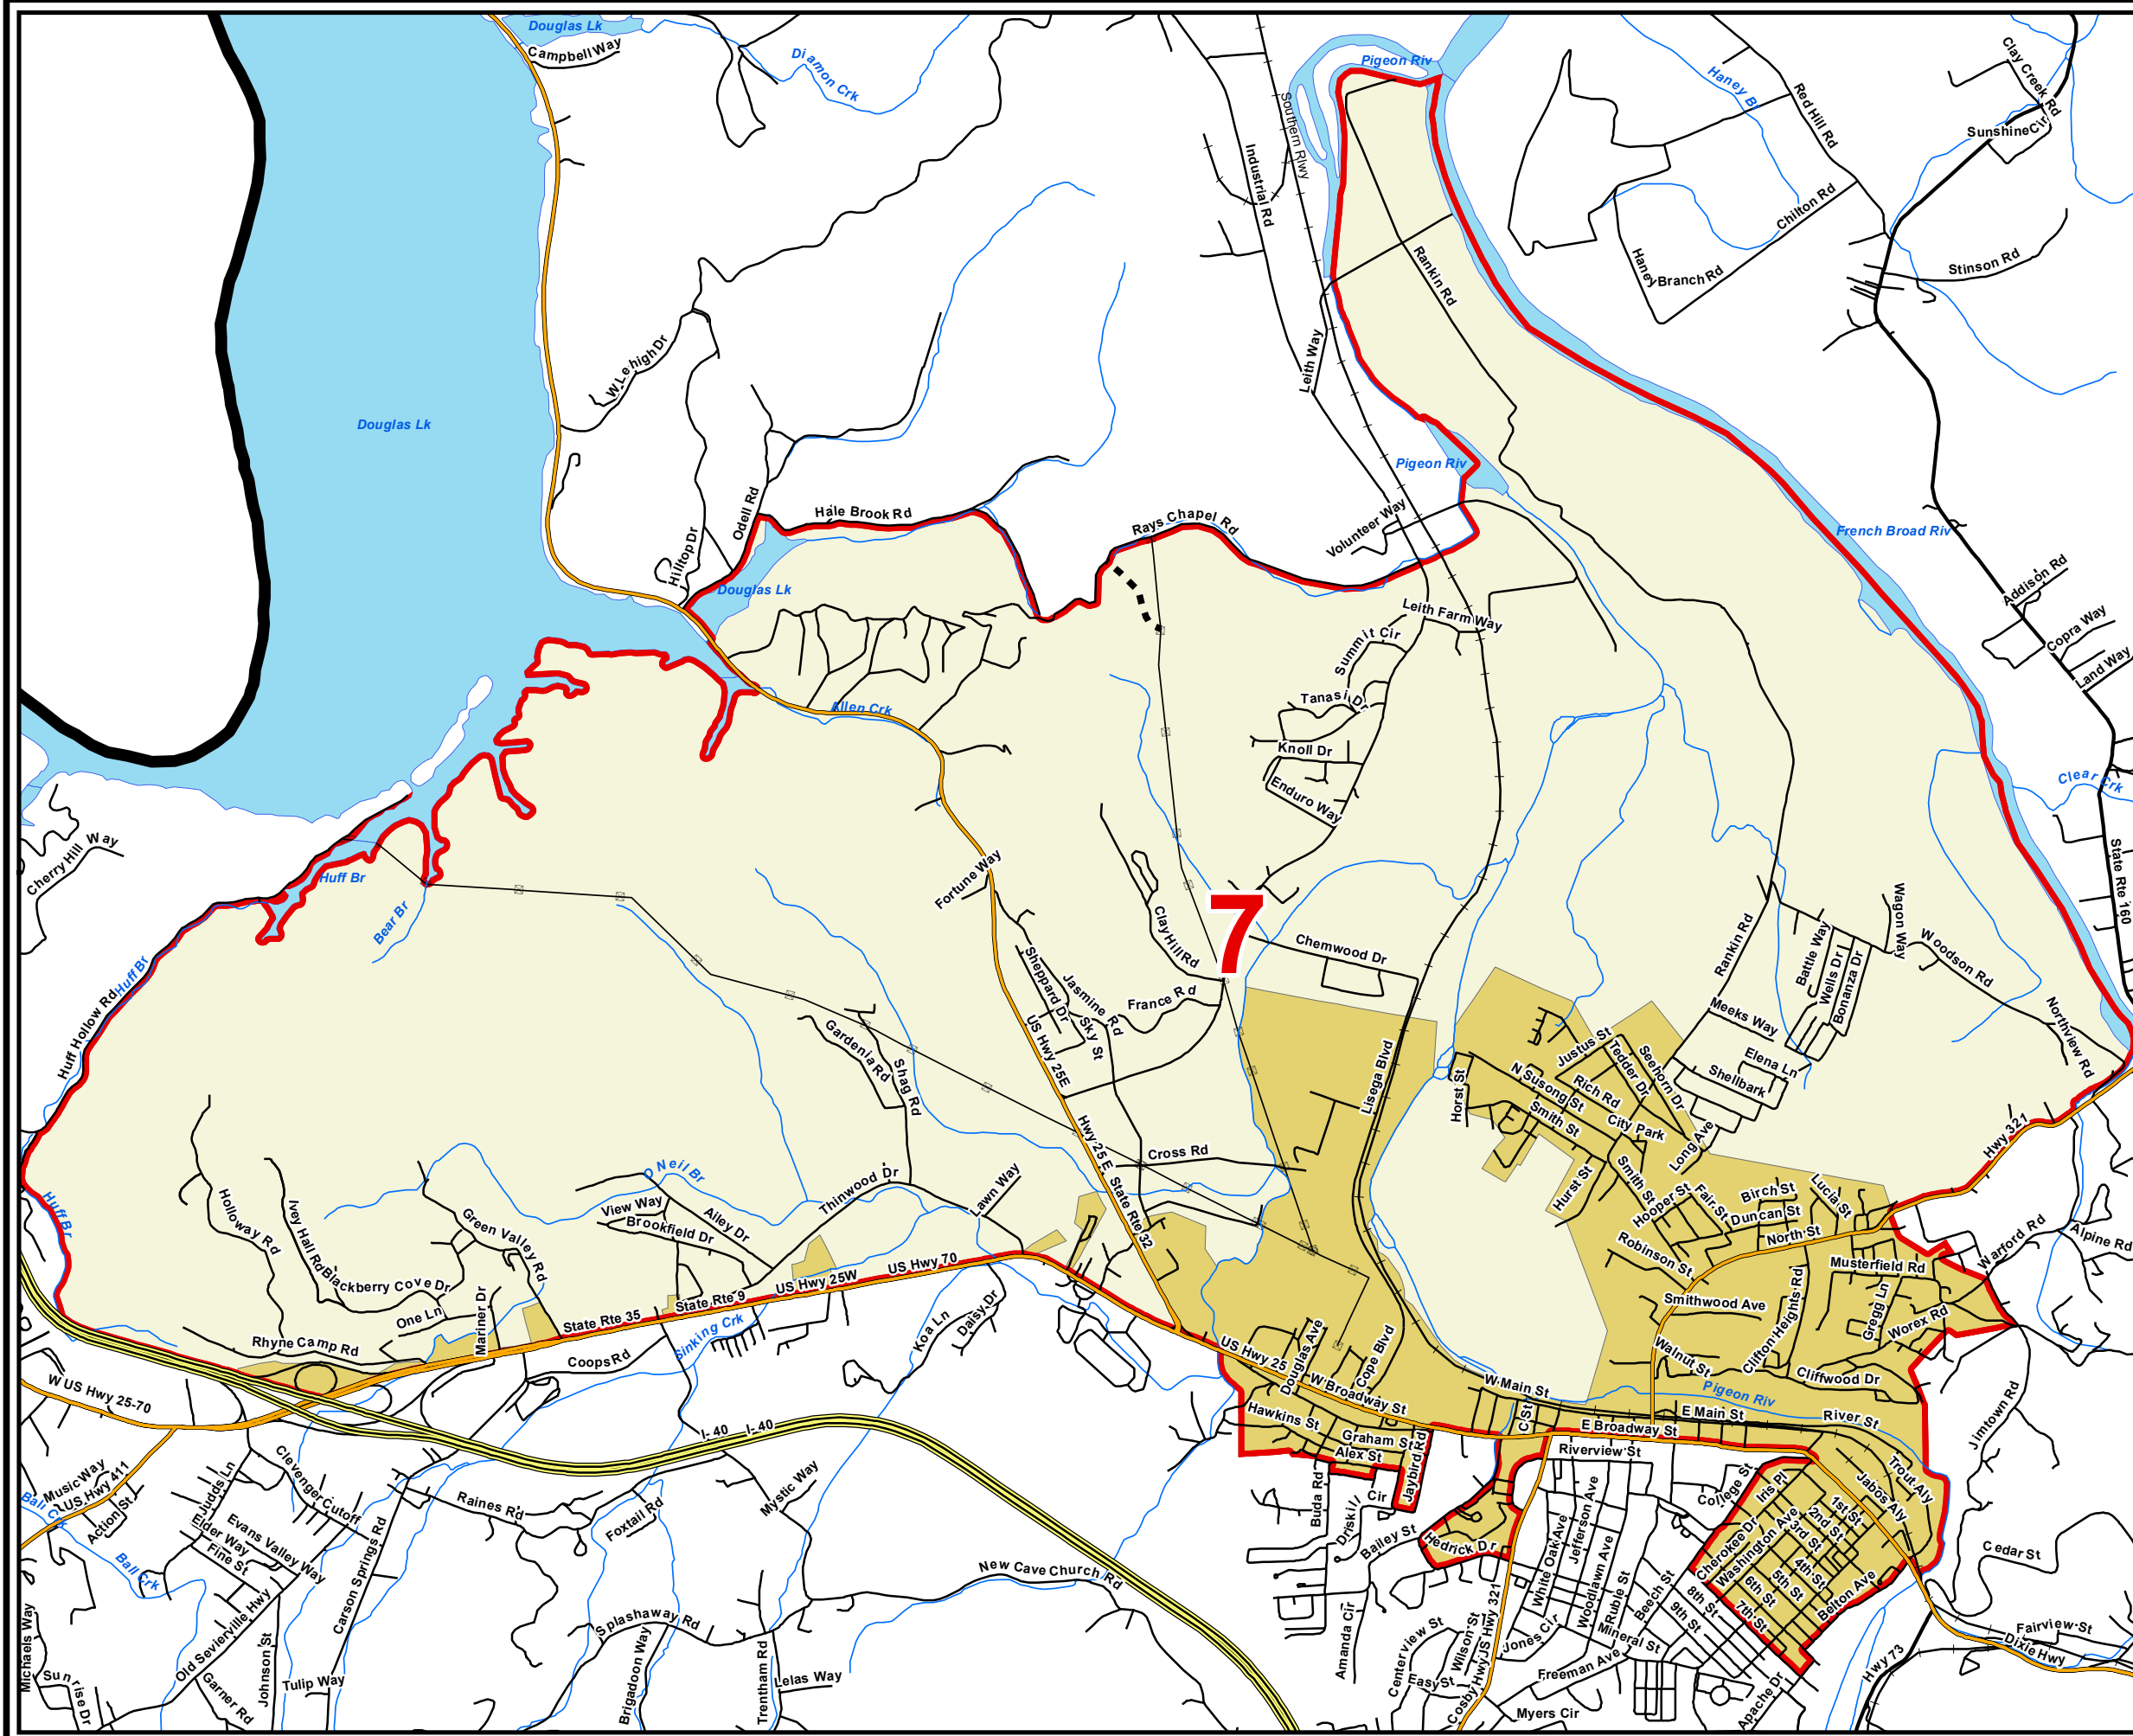 Douglas Lk
Campbell Way
Diamon Crk
Pigeon Riv
Haney Br
Red Hill Rd
Clay Creek Rd
Sunshine Cir
Southern Rlwy
Industrial Rd
Chilton Rd
Haney Branch Rd
Stinson Rd
Rankin Rd
Leith Way
W Lehigh Dr
Douglas Lk
Pigeon Riv
Odell Rd
Hale Brook Rd
Rays Chapel Rd
Volunteer Way
French Broad Riv
Hilltop Dr
Douglas Lk
Addison Rd
Copra Way
Land Way
Leith Farm Way
Summit Cir
Tanasi Dr
Allen Crk
Knoll Dr
Enduro Way
Clear Crk
State Rte 160
Cherry Hill Way
Huff Br
Bear Br
Fortune Way
7
Clay Hill Rd
Chemwood Dr
Rankin Rd
Battle Way
Wells Dr
Bonanza Dr
Wagon Way
Woodson Rd
Northview Rd
Huff Br
Huff Hollow Rd
Sheppard Dr
Jasmine Rd
Sky St
France Rd
US Hwy 25E
Gardenia Rd
Shag Rd
Meeks Way
Elena Ln
Shellbark
Lisega Blvd
Horst St
Justus St
Tedder Dr
Seehorn Dr
N Susong St
Rich Rd
Smith St
City Park
Long Ave
Hwy 321
Hwy 25 E
Cross Rd
State Rte 32
Huff Br
Holloway Rd
Ivey Hall Rd
Blackberry Cove Dr
Green Valley Rd
O Neil Br
View Way
Brookfield Dr
Ailey Dr
Thinwood Dr
Lawn Way
Hurst St
Smith St
Hooper St
Fair St
Birch St
Duncan St
Lucia St
North St
Robinson St
Musterfield Rd
Warford Rd
Alpine Rd
US Hwy 70
US Hwy 25W
State Rte 9
State Rte 35
Mariner Dr
One Ln
Rhyne Camp Rd
Coops Rd
Sinking Crk
Koa Ln
Daisy Dr
Smithwood Ave
Clifton Heights Rd
Gregg Ln
Worex Rd
Walnut St
Cliffwood Dr
US Hwy 25
Douglas Ave
Cope Blvd
W Broadway St
W Main St
Pigeon Riv
C St
E Main St
E Broadway St
River St
Jimtown Rd
W US Hwy 25-70
I-40
I-40
Hawkins St
Graham St
Alex St
Jaybird Rd
Riverview St
College St
Iris Pl
Trout Aly
Jabos Aly
Music Way
US Hwy 411
Action St
Ball Crk
Judds Ln
Clevenger Cutoff
Raines Rd
Foxtail Rd
Mystic Way
Buda Rd
Driskill Cir
Bailey St
Hedrick Dr
White Oak Ave
Jefferson Ave
Woodlawn Ave
Cherokee Dr
Washington Ave
1st St
2nd St
3rd St
4th St
5th St
6th St
7th St
8th St
9th St
Belton Ave
Cedar St
Elder Way
Fine St
Evans Valley Way
Ball Crk
Carson Springs Rd
New Cave Church Rd
Michaels Way
Sunrise Dr
Old Sevierville Hwy
Garner Rd
Johnson St
Tulip Way
Splashaway Rd
Brigadoon Way
Trentham Rd
Lelas Way
Amanda Cir
Centerview St
Wilson St
Easy St
Cosby Hwy
US Hwy 321
Jones Cir
Ruble St
Beech St
Mineral St
Freeman Ave
Myers Cir
Apache Dr
Hwy 73
Fairview St
Dixie Hwy